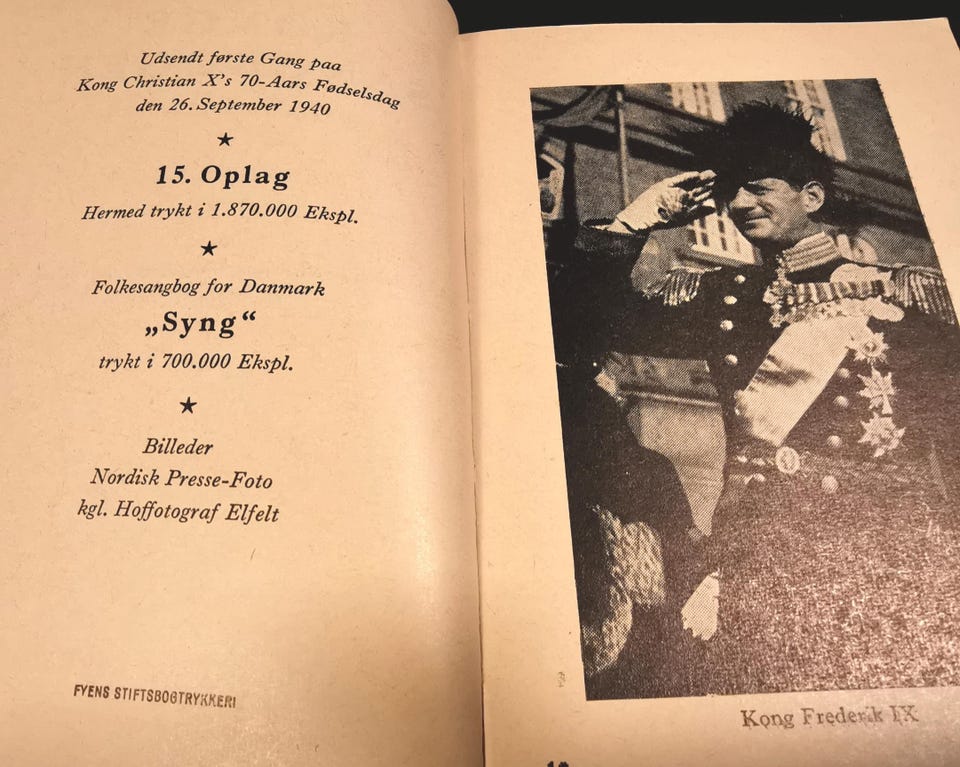 Udsendt første Gang paa
Kong Christian X's 70-Aars Fødselsdag
den 26. September 1940
15. Oplag
Hermed trykt i 1.870.000 Ekspl.
Folkesangbog for Danmark
„Syng“
trykt i 700.000 Ekspl.
Billeder
Nordisk Presse-Foto
kgl. Hoffotograf Elfelt
FYENS STIFTSBOGTRYKKERI
Kong Frederik IX